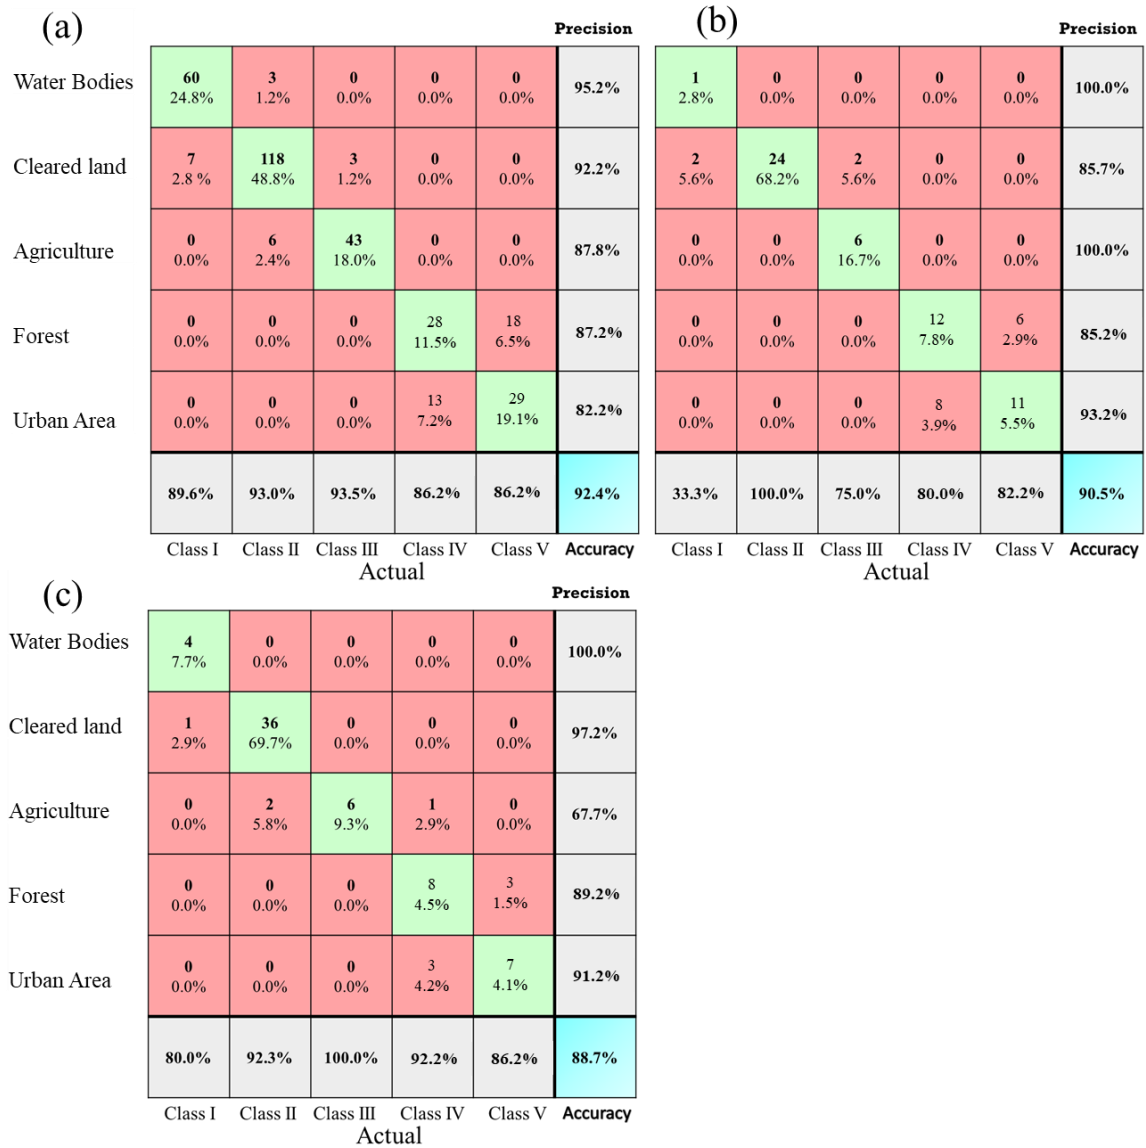 (a)
Precision
Water Bodies 60 3 0 0 0 95.2%
24.8% 1.2% 0.0% 0.0% 0.0%
Cleared land 7 118 3 0 0 92.2%
2.8 % 48.8% 1.2% 0.0% 0.0%
Agriculture 0 6 43 0 0 87.8%
0.0% 2.4% 18.0% 0.0% 0.0%
Forest 0 0 0 28 18 87.2%
0.0% 0.0% 0.0% 11.5% 6.5%
Urban Area 0 0 0 13 29 82.2%
0.0% 0.0% 0.0% 7.2% 19.1%
89.6% 93.0% 93.5% 86.2% 86.2% 92.4%
Class I Class II Class III Class IV Class V Accuracy
Actual
(b)
Precision
1 0 0 0 0 100.0%
2.8% 0.0% 0.0% 0.0% 0.0%
2 24 2 0 0 85.7%
5.6% 68.2% 5.6% 0.0% 0.0%
0 0 6 0 0 100.0%
0.0% 0.0% 16.7% 0.0% 0.0%
0 0 0 12 6 85.2%
0.0% 0.0% 0.0% 7.8% 2.9%
0 0 0 8 11 93.2%
0.0% 0.0% 0.0% 3.9% 5.5%
33.3% 100.0% 75.0% 80.0% 82.2% 90.5%
Class I Class II Class III Class IV Class V Accuracy
Actual
(c)
Precision
Water Bodies 4 0 0 0 0 100.0%
7.7% 0.0% 0.0% 0.0% 0.0%
Cleared land 1 36 0 0 0 97.2%
2.9% 69.7% 0.0% 0.0% 0.0%
Agriculture 0 2 6 1 0 67.7%
0.0% 5.8% 9.3% 2.9% 0.0%
Forest 0 0 0 8 3 89.2%
0.0% 0.0% 0.0% 4.5% 1.5%
Urban Area 0 0 0 3 7 91.2%
0.0% 0.0% 0.0% 4.2% 4.1%
80.0% 92.3% 100.0% 92.2% 86.2% 88.7%
Class I Class II Class III Class IV Class V Accuracy
Actual